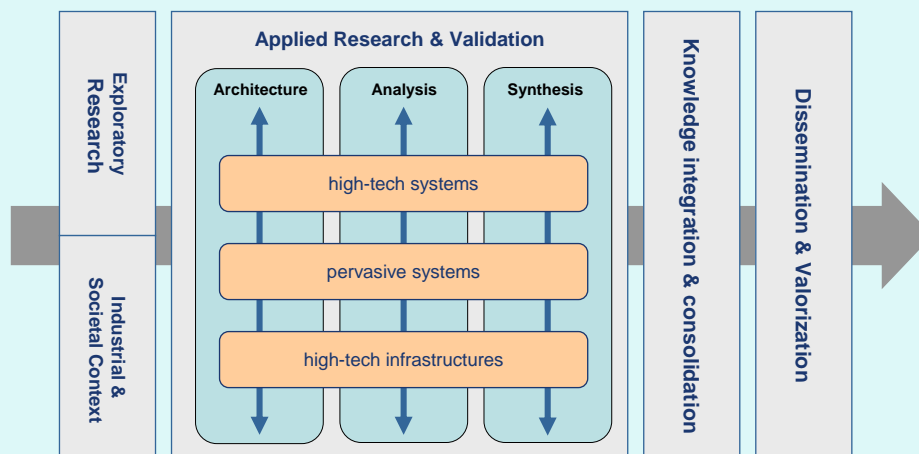 Exploratory
Research
Industrial &
Societal Context
Applied Research & Validation
Architecture
Analysis
Synthesis
high-tech systems
pervasive systems
high-tech infrastructures
Knowledge integration & consolidation
Dissemination & Valorization